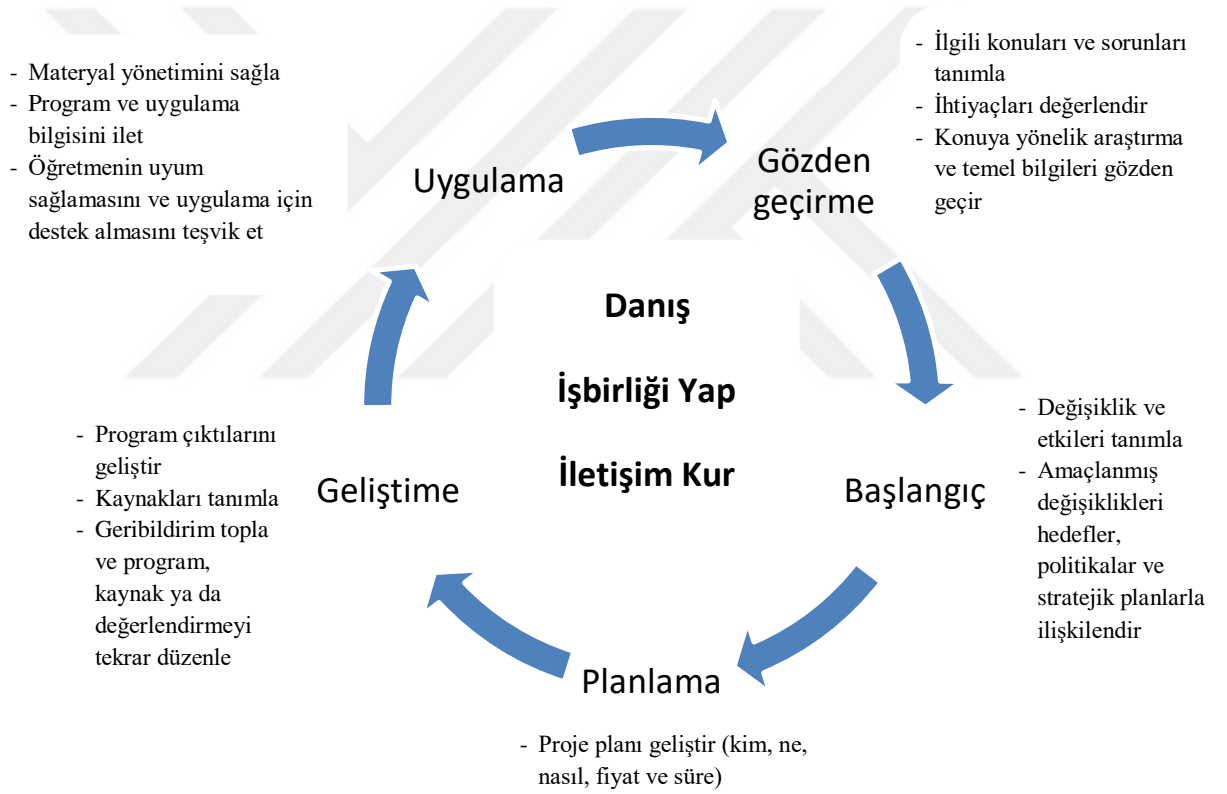 - Materyal yönetimini sağla
- Program ve uygulama
bilgisini ilet
- Öğretmenin uyum
sağlamasını ve uygulama için
destek almasını teşvik et
- İlgili konuları ve sorunları
tanımla
- İhtiyaçları değerlendir
- Konuya yönelik araştırma
ve temel bilgileri gözden
geçir
Uygulama
Gözden
geçirme
Danış
İşbirliği Yap
İletişim Kur
- Değişiklik ve
etkileri tanımla
- Amaçlanmış
değişiklikleri
hedefler,
politikalar ve
stratejik planlarla
ilişkilendir
Başlangıç
- Program çıktılarını
geliştir
- Kaynakları tanımla
- Geribildirim topla
ve program,
kaynak ya da
değerlendirmeyi
tekrar düzenle
Geliştime
Planlama
- Proje planı geliştir (kim, ne,
nasıl, fiyat ve süre)